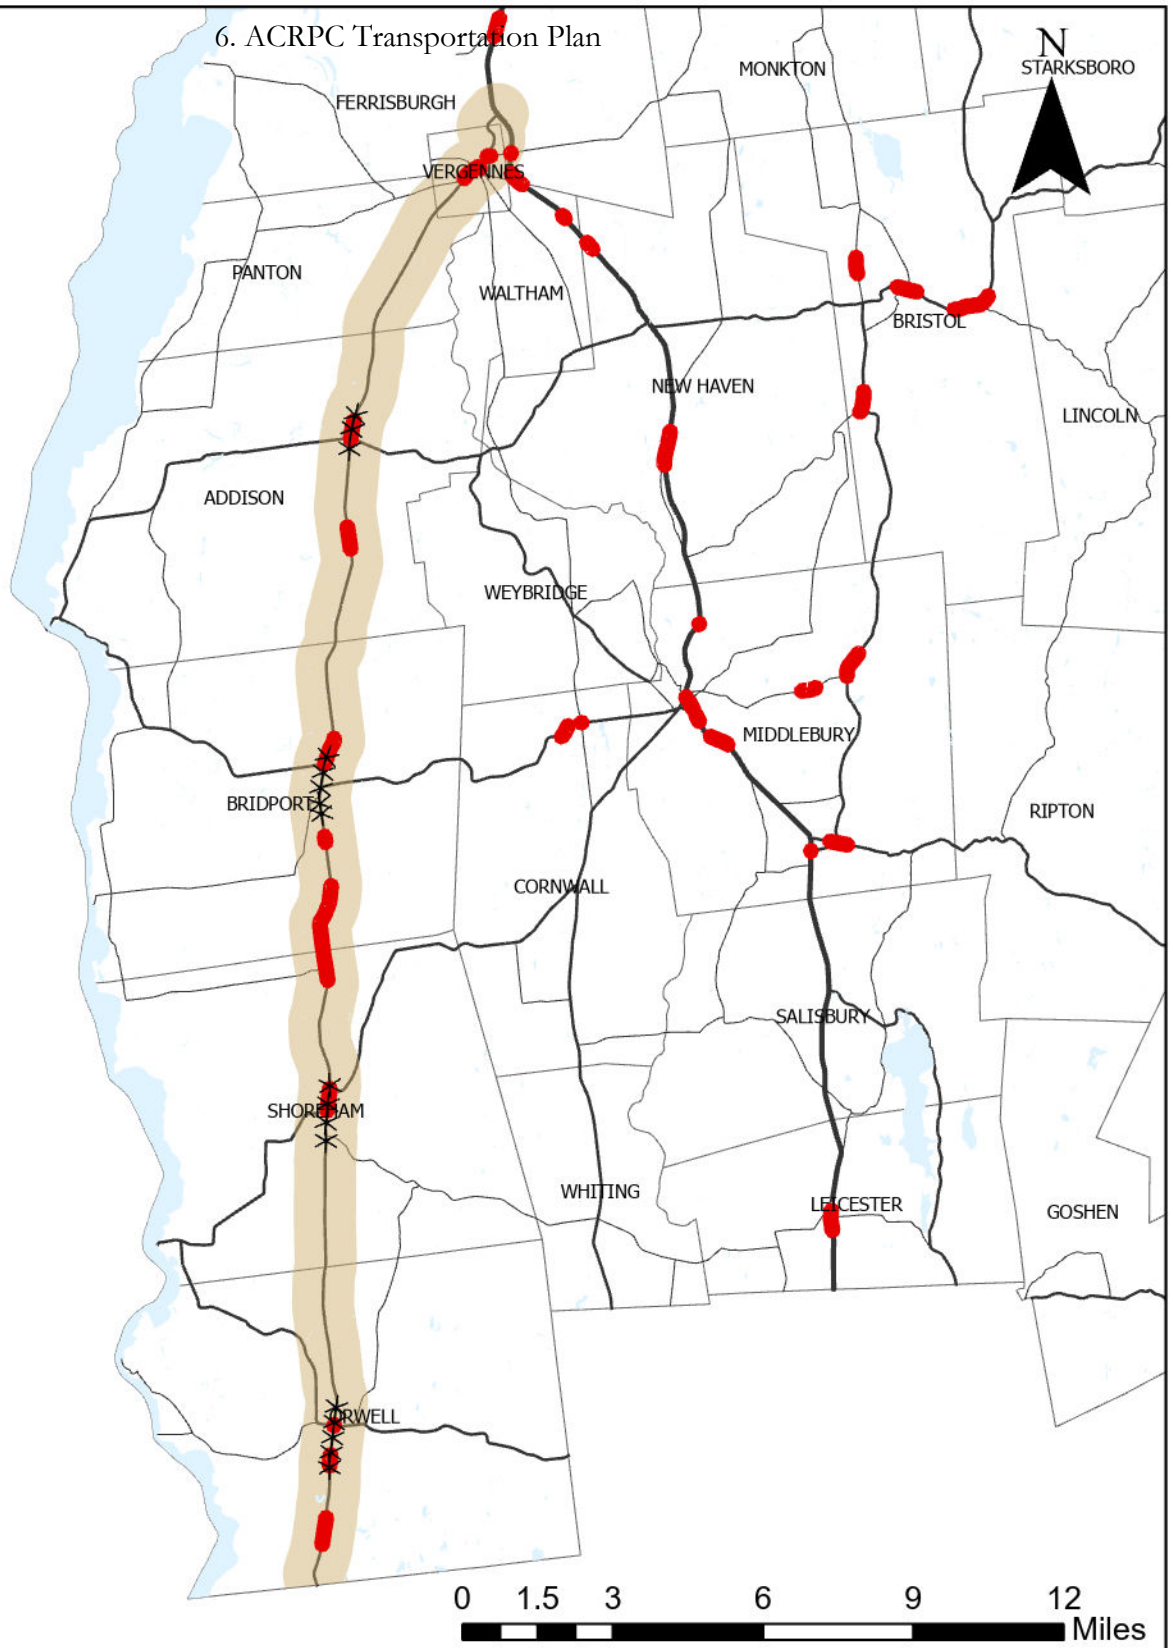 6. ACRPC Transportation Plan
N
STARKSBORO
MONKTON
FERRISBURGH
VERGENNES
PANTON
WALTHAM
BRISTOL
NEW HAVEN
LINCOLN
ADDISON
WEYBRIDGE
MIDDLEBURY
BRIDPORT
RIPTON
CORNWALL
SALISBURY
SHOREHAM
WHITING
LEICESTER
GOSHEN
ORWELL
0 1.5 3 6 9 12
Miles